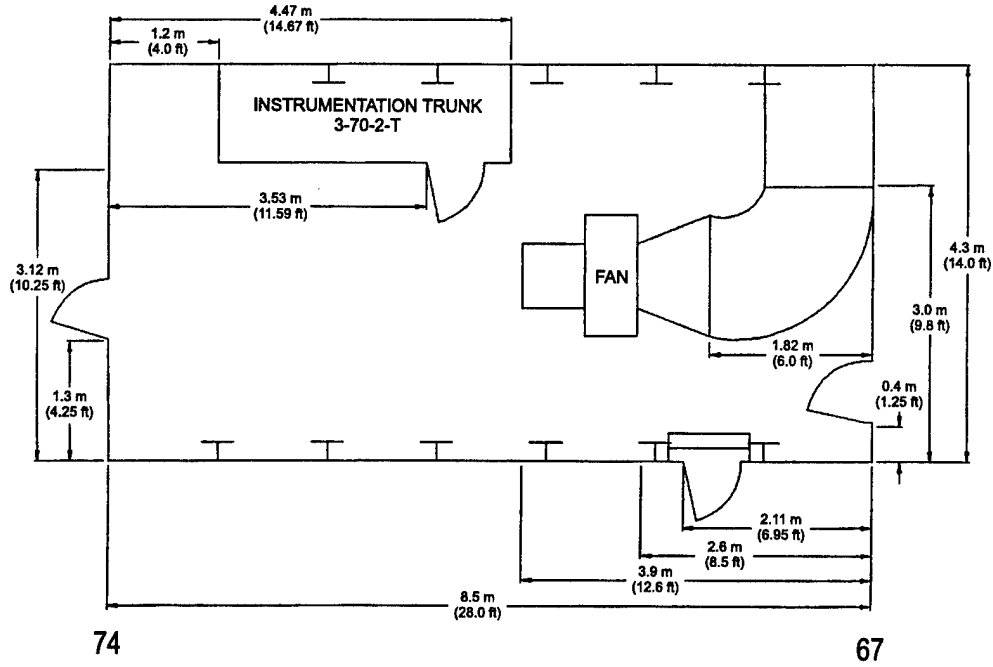 4.47 m
(14.67 ft)
1.2 m
(4.0 ft)
INSTRUMENTATION TRUNK
3-70-2-T
3.53 m
(11.59 ft)
3.12 m
(10.25 ft)
FAN
4.3 m
(14.0 ft)
3.0 m
(9.8 ft)
1.82 m
(6.0 ft)
1.3 m
(4.25 ft)
0.4 m
(1.25 ft)
2.11 m
(6.95 ft)
2.6 m
(8.5 ft)
3.9 m
(12.6 ft)
8.5 m
(28.0 ft)
74
67